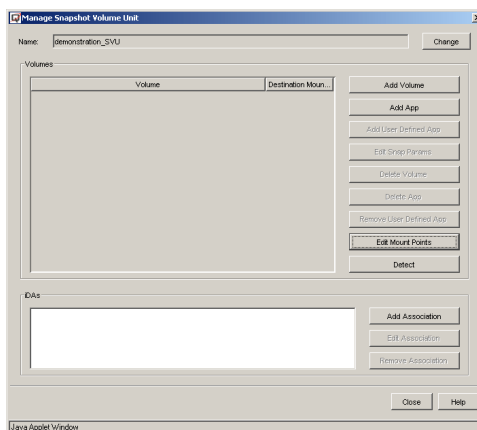 Manage Snapshot Volume Unit
Name: demonstration_SVU Change
Volumes
Volume Destination Moun...
Add Volume
Add App
Add User Defined App
Edit Snap Params
Delete Volume
Delete App
Remove User Defined App
Edit Mount Points
Detect
iDAs
Add Association
Edit Association
Remove Association
Close Help
Java Applet Window